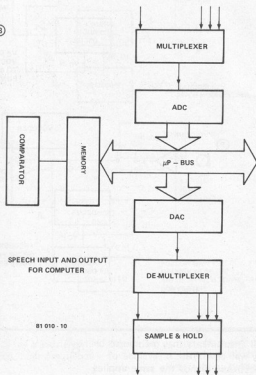 MULTIPLEXER
ADC
COMPARATOR
MEMORY
µP – BUS
DAC
SPEECH INPUT AND OUTPUT
FOR COMPUTER
DE-MULTIPLEXER
81 010 - 10
SAMPLE & HOLD